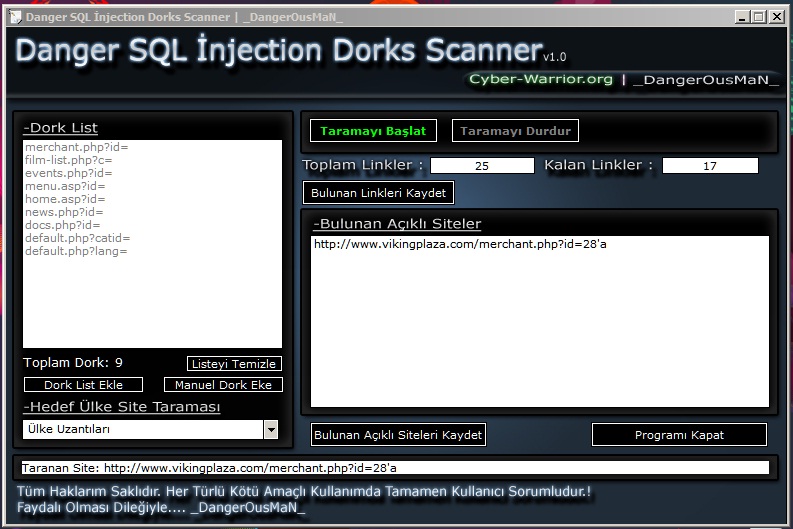 Danger SQL Injection Dorks Scanner | _DangerOusMaN_
Danger SQL İnjection Dorks Scanner v1.0
Cyber-Warrior.org | _DangerOusMaN_
-Dork List
merchant.php?id=
film-list.php?c=
events.php?id=
menu.asp?id=
home.asp?id=
news.php?id=
docs.php?id=
default.php?catid=
default.php?lang=
Toplam Dork: 9
Listeyi Temizle
Dork List Ekle
Manuel Dork Eke
-Hedef Ülke Site Taraması
Ülke Uzantıları
Taramayı Başlat
Taramayı Durdur
Toplam Linkler : 25
Kalan Linkler : 17
Bulunan Linkleri Kaydet
-Bulunan Açıklı Siteler
http://www.vikingplaza.com/merchant.php?id=28'a
Bulunan Açıklı Siteleri Kaydet
Programı Kapat
Taranan Site: http://www.vikingplaza.com/merchant.php?id=28'a
Tüm Haklarım Saklıdır. Her Türlü Kötü Amaçlı Kullanımda Tamamen Kullanıcı Sorumludur.!
Faydalı Olması Dileğiyle.... _DangerOusMaN_